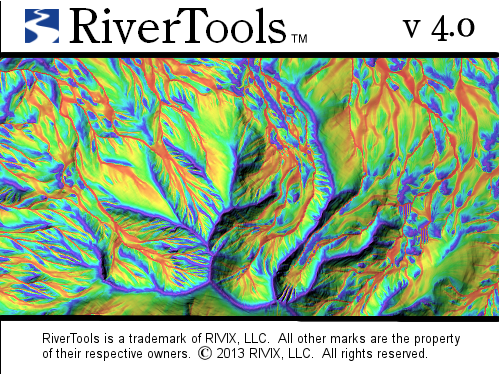 RiverTools™ v 4.0
RiverTools is a trademark of RIVIX, LLC.  All other marks are the property
of their respective owners.  © 2013 RIVIX, LLC.  All rights reserved.